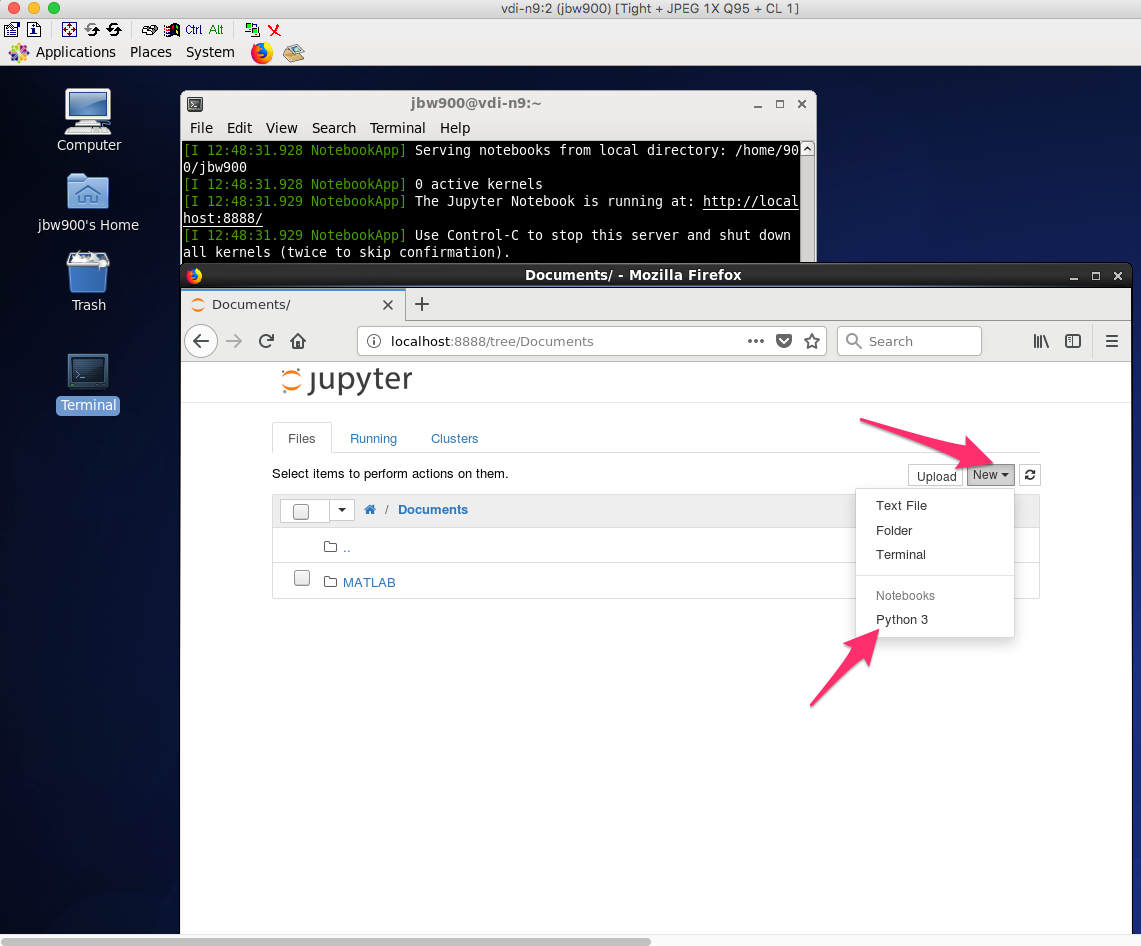 vdi-n9:2 (jbw900) [Tight + JPEG 1X Q95 + CL 1]
Ctrl Alt
Applications Places System
Computer
jbw900's Home
Trash
Terminal
jbw900@vdi-n9:~
File Edit View Search Terminal Help
[I 12:48:31.928 NotebookApp] Serving notebooks from local directory: /home/90
0/jbw900
[I 12:48:31.928 NotebookApp] 0 active kernels
[I 12:48:31.929 NotebookApp] The Jupyter Notebook is running at: http://local
host:8888/
[I 12:48:31.929 NotebookApp] Use Control-C to stop this server and shut down
all kernels (twice to skip confirmation).
Documents/ - Mozilla Firefox
Documents/
localhost:8888/tree/Documents
Search
jupyter
Files Running Clusters
Select items to perform actions on them.
Upload New
/ Documents
..
MATLAB
Text File
Folder
Terminal
Notebooks
Python 3